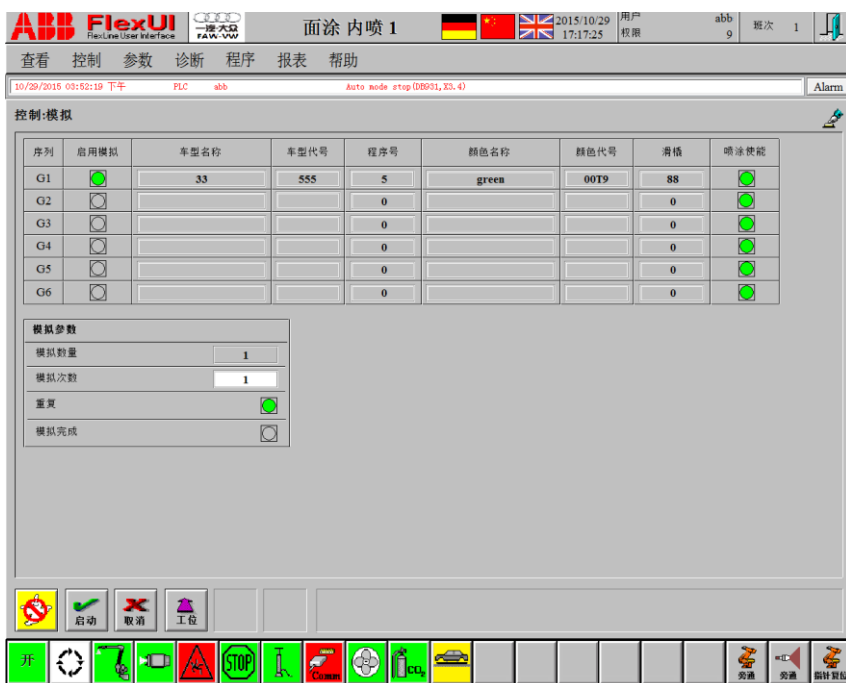 ABB FlexUI 一汽-大众 面涂 内喷 1 2015/10/29 用户 abb 班次 1
FlexLine User Interface FAW-VW 17:17:25 权限 9
查看 控制 参数 诊断 程序 报表 帮助
10/29/2015 03:52:19 下午 PLC abb Auto mode stop(DB931,X3.4) Alarm
控制:模拟
序列 启用模拟 车型名称 车型代号 程序号 颜色名称 颜色代号 滑橇 喷涂使能
G1 33 555 5 green 00T9 88
G2 0 0
G3 0 0
G4 0 0
G5 0 0
G6 0 0
模拟参数
模拟数量 1
模拟次数 1
重复
模拟完成
启动 取消 工位
开 STOP Comm CO2 旁通 旁通 指针复位